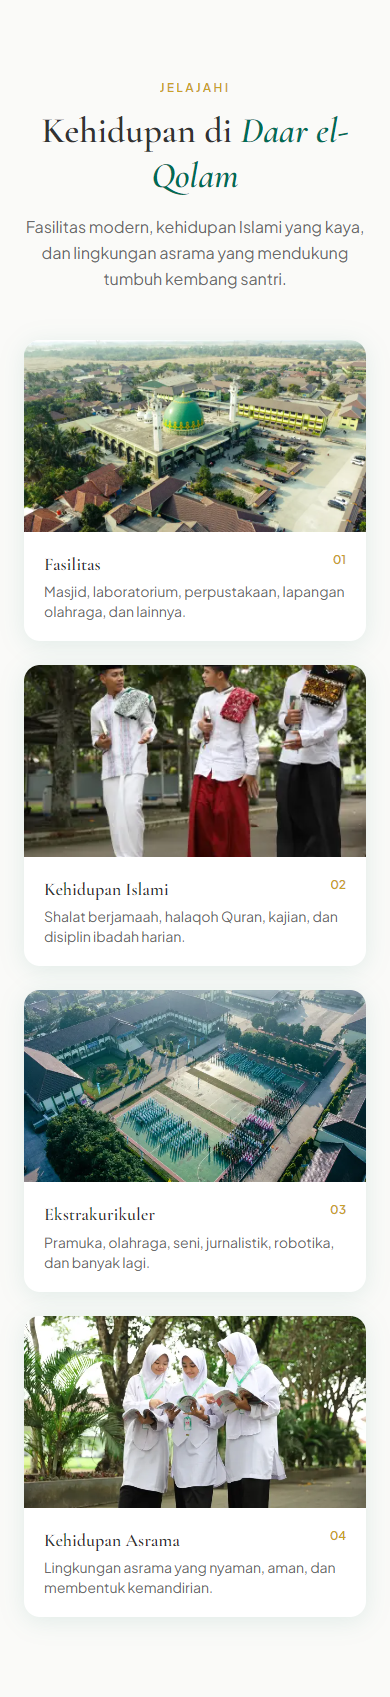 JELAJAHI
Kehidupan di Daar el-
Qolam
Fasilitas modern, kehidupan Islami yang kaya,
dan lingkungan asrama yang mendukung
tumbuh kembang santri.
Fasilitas
01
Masjid, laboratorium, perpustakaan, lapangan
olahraga, dan lainnya.
Kehidupan Islami
02
Shalat berjamaah, halaqoh Quran, kajian, dan
disiplin ibadah harian.
Ekstrakurikuler
03
Pramuka, olahraga, seni, jurnalistik, robotika,
dan banyak lagi.
Kehidupan Asrama
04
Lingkungan asrama yang nyaman, aman, dan
membentuk kemandirian.